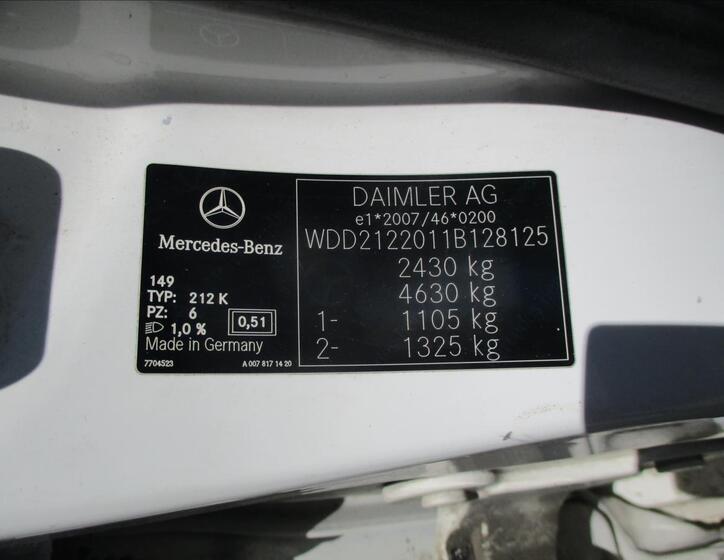 Mercedes-Benz
149
TYP: 212 K
PZ: 6
1,0 % 0,51
Made in Germany
7704523 A 007 817 14 20
DAIMLER AG
e1*2007/46*0200
WDD2122011B128125
2430 kg
4630 kg
1- 1105 kg
2- 1325 kg